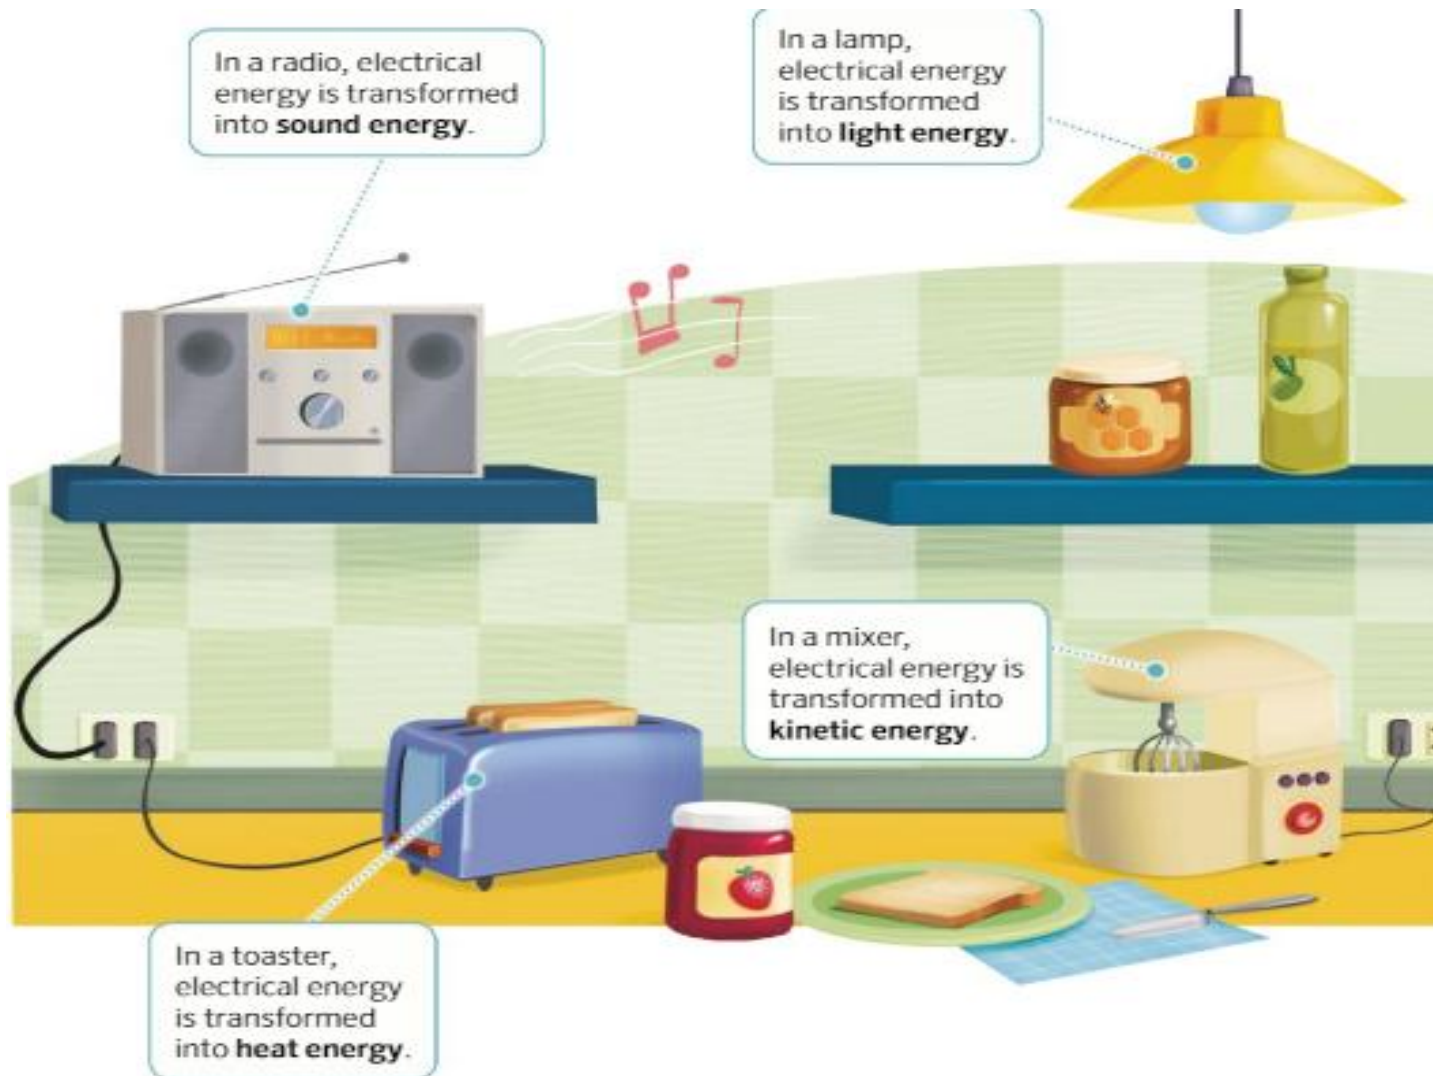 In a radio, electrical
energy is transformed
into sound energy.
In a lamp,
electrical energy
is transformed
into light energy.
In a mixer,
electrical energy is
transformed into
kinetic energy.
In a toaster,
electrical energy
is transformed
into heat energy.